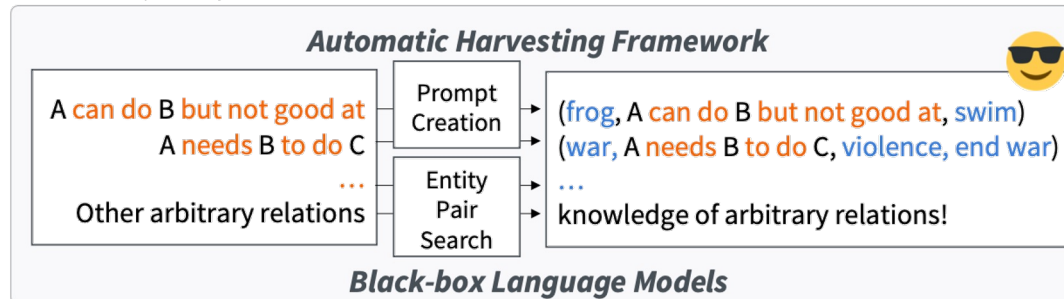 Automatic Harvesting Framework
A can do B but not good at
A needs B to do C
...
Other arbitrary relations
Prompt
Creation
Entity
Pair
Search
(frog, A can do B but not good at, swim)
(war, A needs B to do C, violence, end war)
...
knowledge of arbitrary relations!
Black-box Language Models